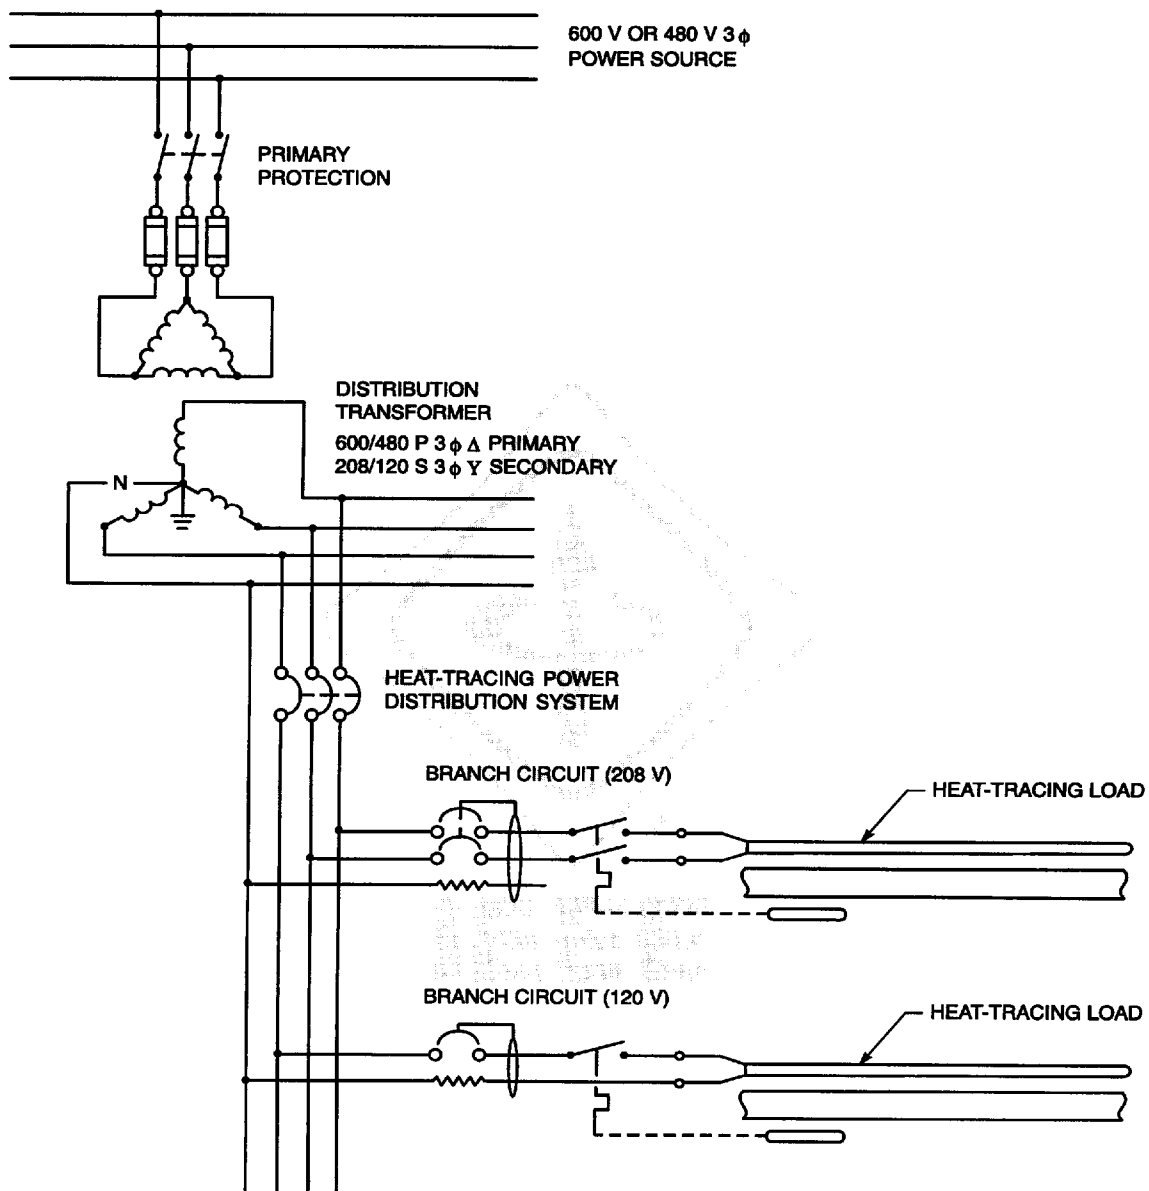 600 V OR 480 V 3 ϕ
POWER SOURCE
PRIMARY
PROTECTION
DISTRIBUTION
TRANSFORMER
600/480 P 3 ϕ Δ PRIMARY
208/120 S 3 ϕ Y SECONDARY
N
HEAT-TRACING POWER
DISTRIBUTION SYSTEM
BRANCH CIRCUIT (208 V)
HEAT-TRACING LOAD
BRANCH CIRCUIT (120 V)
HEAT-TRACING LOAD